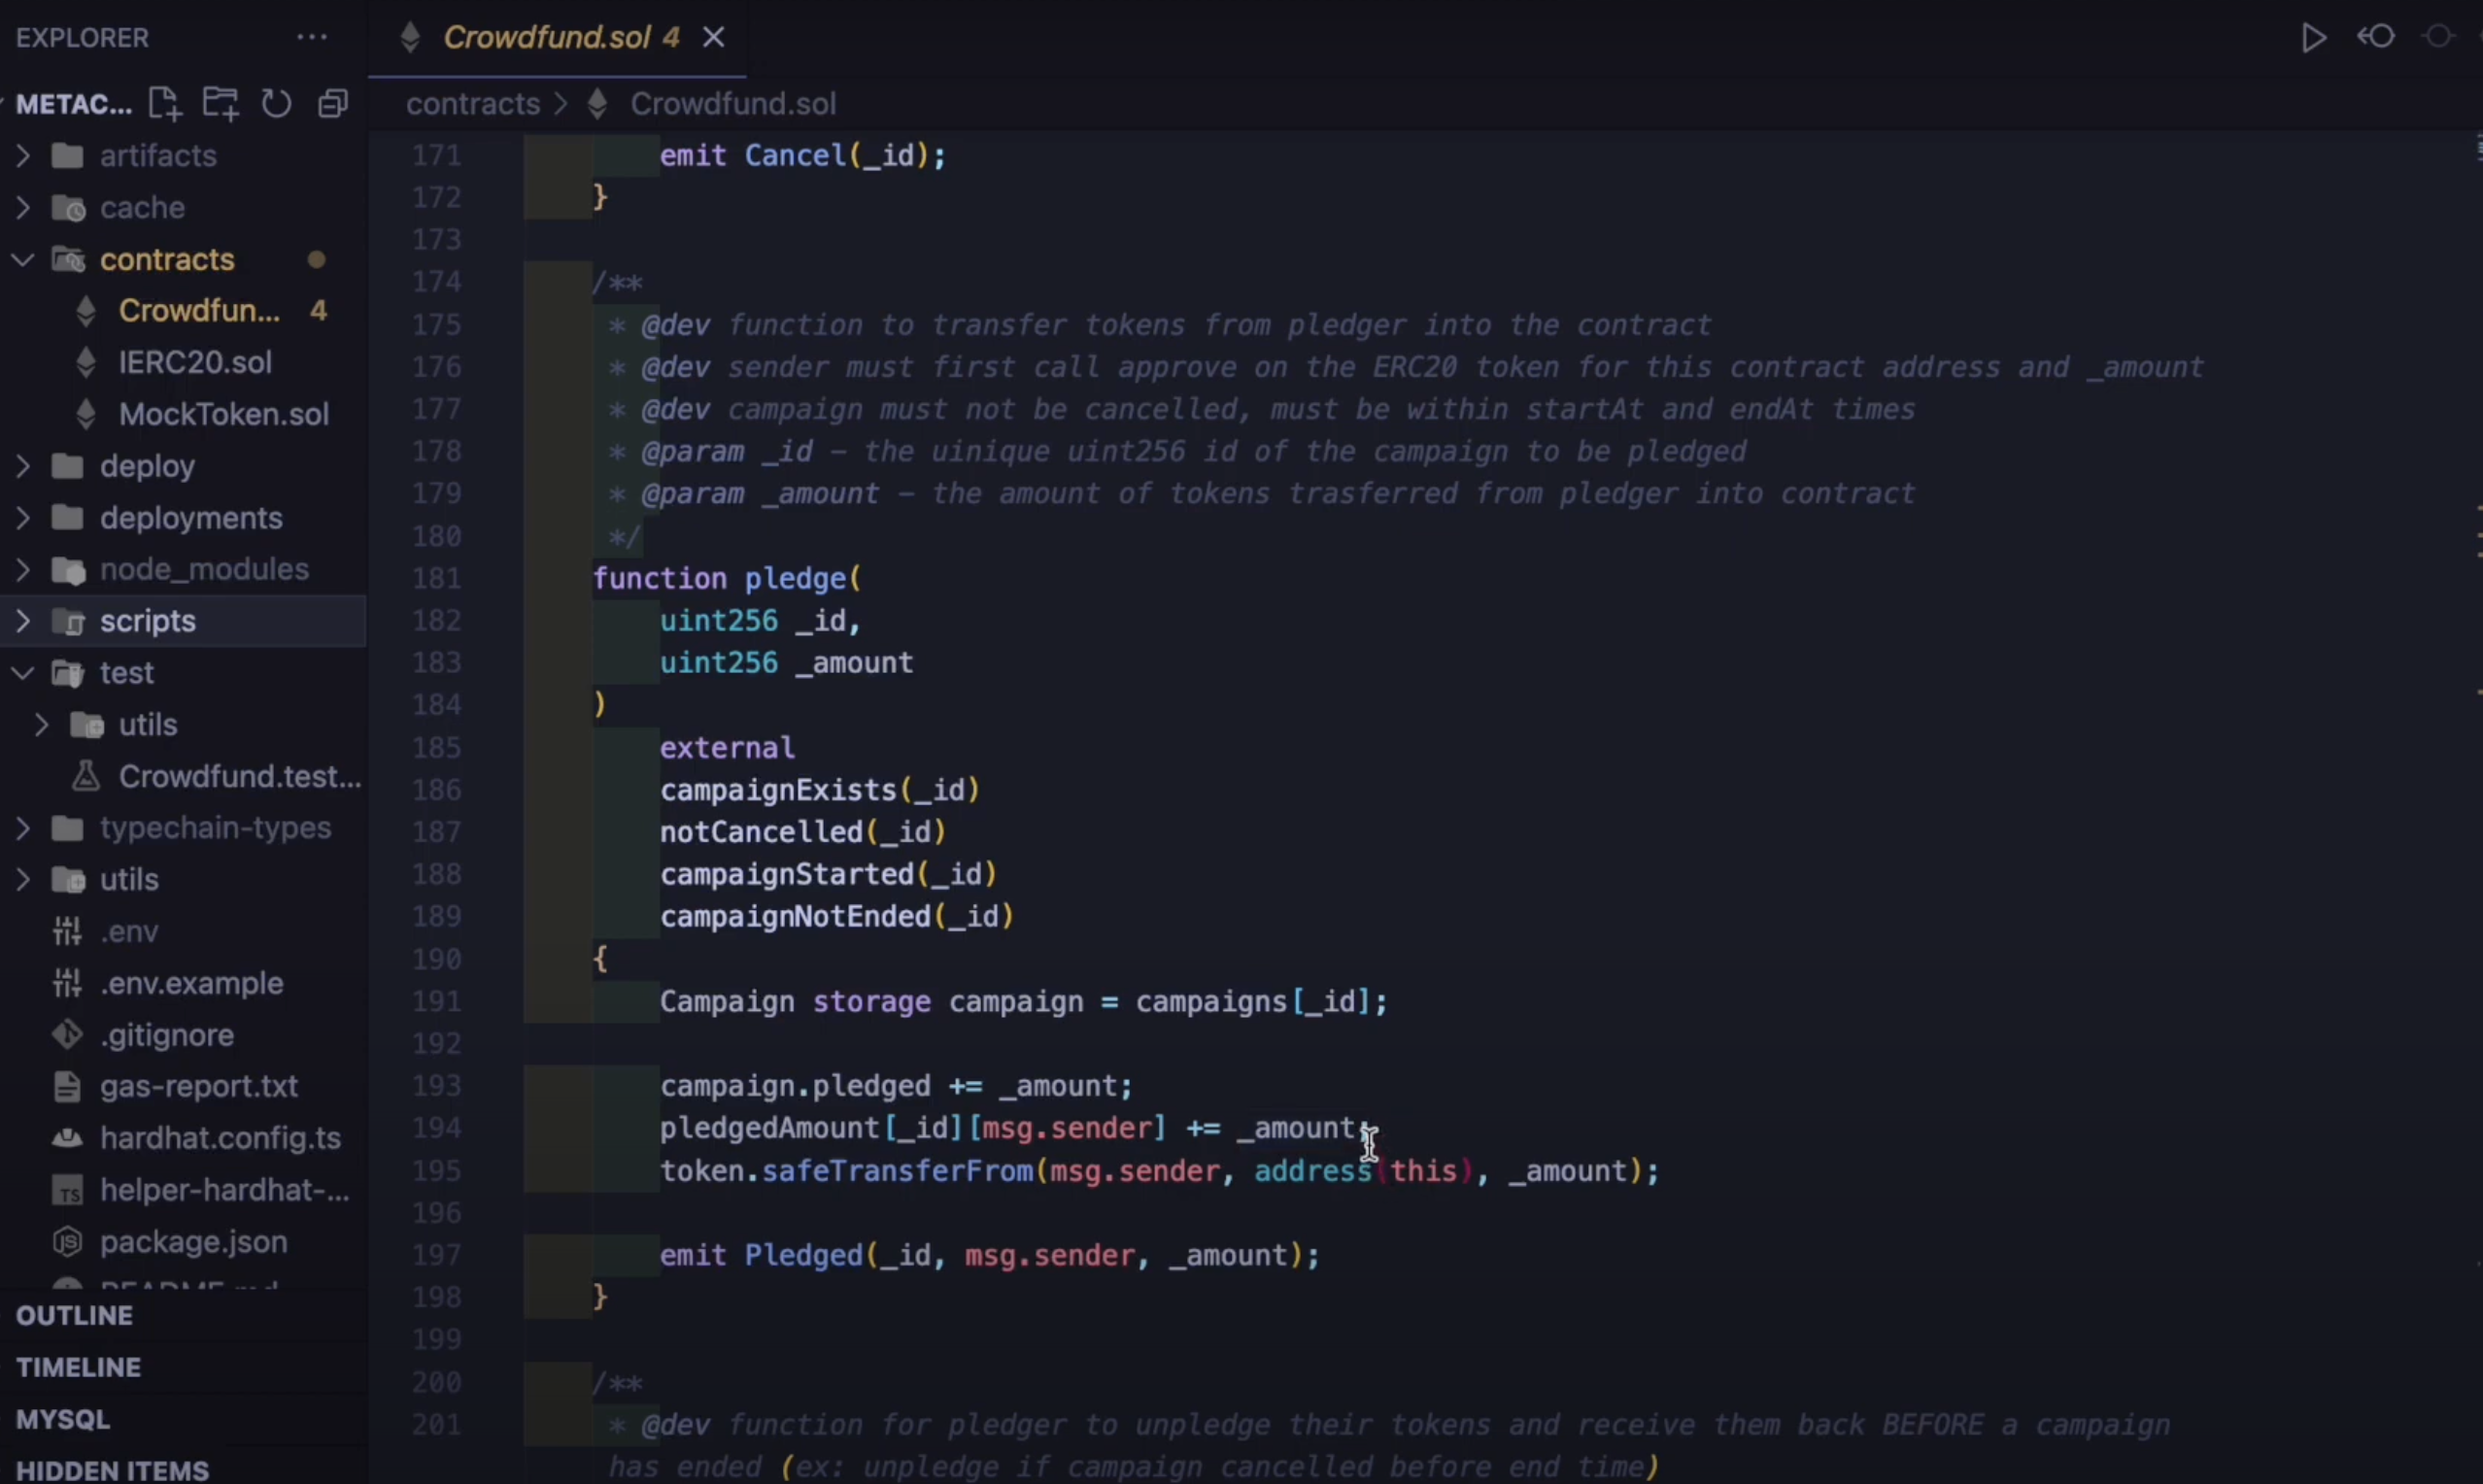 EXPLORER ...
Crowdfund.sol 4
METAC...
contracts > Crowdfund.sol
artifacts
cache
contracts
Crowdfun... 4
IERC20.sol
MockToken.sol
deploy
deployments
node_modules
scripts
test
utils
Crowdfund.test...
typechain-types
utils
.env
.env.example
.gitignore
gas-report.txt
hardhat.config.ts
TS helper-hardhat-...
JS package.json
README.md
OUTLINE
TIMELINE
MYSQL
HIDDEN ITEMS
171 emit Cancel(_id);
172 }
173
174 /**
175 * @dev function to transfer tokens from pledger into the contract
176 * @dev sender must first call approve on the ERC20 token for this contract address and _amount
177 * @dev campaign must not be cancelled, must be within startAt and endAt times
178 * @param _id – the uinique uint256 id of the campaign to be pledged
179 * @param _amount – the amount of tokens trasferred from pledger into contract
180 */
181 function pledge(
182 uint256 _id,
183 uint256 _amount
184 )
185 external
186 campaignExists(_id)
187 notCancelled(_id)
188 campaignStarted(_id)
189 campaignNotEnded(_id)
190 {
191 Campaign storage campaign = campaigns[_id];
192
193 campaign.pledged += _amount;
194 pledgedAmount[_id][msg.sender] += _amount;
195 token.safeTransferFrom(msg.sender, address(this), _amount);
196
197 emit Pledged(_id, msg.sender, _amount);
198 }
199
200 /**
201 * @dev function for pledger to unpledge their tokens and receive them back BEFORE a campaign
has ended (ex: unpledge if campaign cancelled before end time)